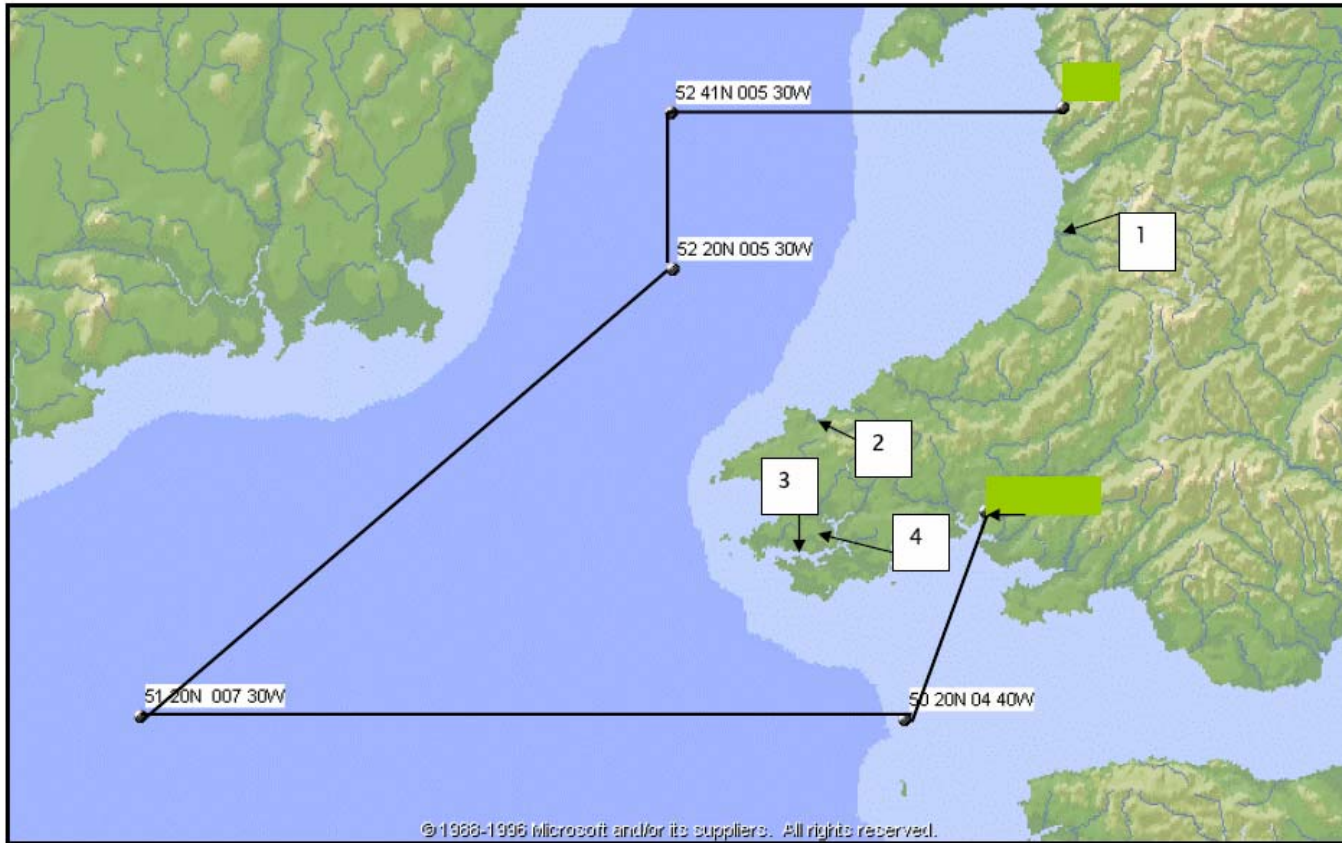 52 41N 005 30W
1
52 20N 005 30W
2
3
4
51 20N 007 30W
50 20N 04 40W
© 1988-1996 Microsoft and/or its suppliers. All rights reserved.